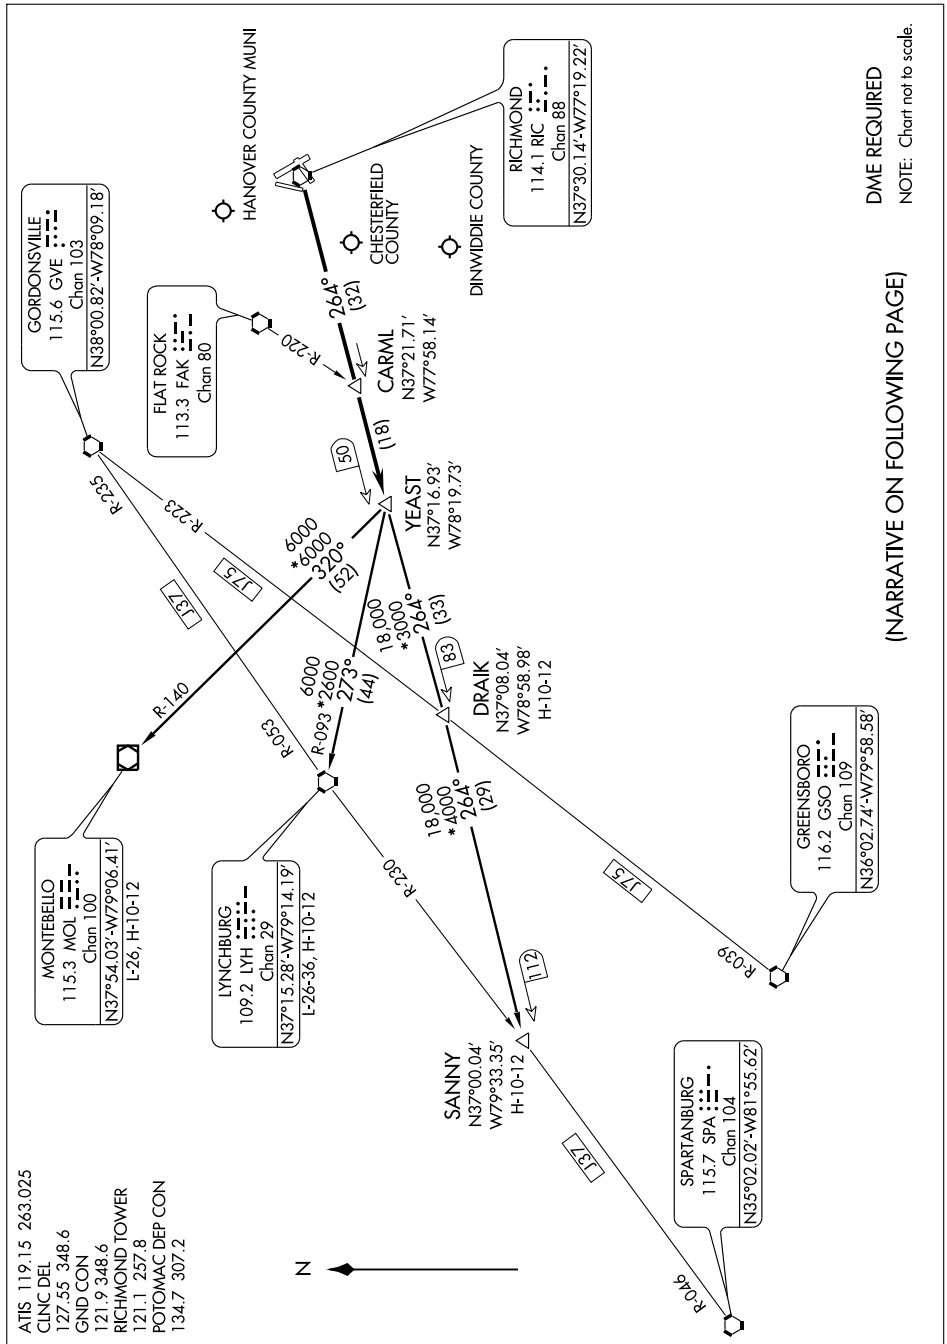 ATIS 119.15 263.025
CLNC DEL
127.55 348.6
GND CON
121.9 348.6
RICHMOND TOWER
121.1 257.8
POTOMAC DEP CON
134.7 307.2
MONTEBELLO
115.3 MOL
Chan 100
N37°54.03'-W79°06.41'
L-26, H-10-12
GORDONSVILLE
115.6 GVE
Chan 103
N38°00.82'-W78°09.18'
HANOVER COUNTY MUNI
FLAT ROCK
113.3 FAK
Chan 80
R-235
R-223
R-220
J37
J75
R-140
6000
*6000
320°
(52)
LYNCHBURG
109.2 LYH
Chan 29
N37°15.28'-W79°14.19'
L-26-36, H-10-12
R-053
R-093
6000
*2600
273°
(44)
50
(18)
264°
(32)
CHESTERFIELD
COUNTY
DINWIDDIE COUNTY
CARML
N37°21.71'
W77°58.14'
YEAST
N37°16.93'
W78°19.73'
18,000
*3000
264°
(33)
83
DRAIK
N37°08.04'
W78°58.98'
H-10-12
18,000
*4000
264°
(29)
R-230
112
SANNY
N37°00.04'
W79°33.35'
H-10-12
J37
J75
R-039
R-046
RICHMOND
114.1 RIC
Chan 88
N37°30.14'-W77°19.22'
GREENSBORO
116.2 GSO
Chan 109
N36°02.74'-W79°58.58'
SPARTANBURG
115.7 SPA
Chan 104
N35°02.02'-W81°55.62'
N
DME REQUIRED
NOTE: Chart not to scale.
(NARRATIVE ON FOLLOWING PAGE)